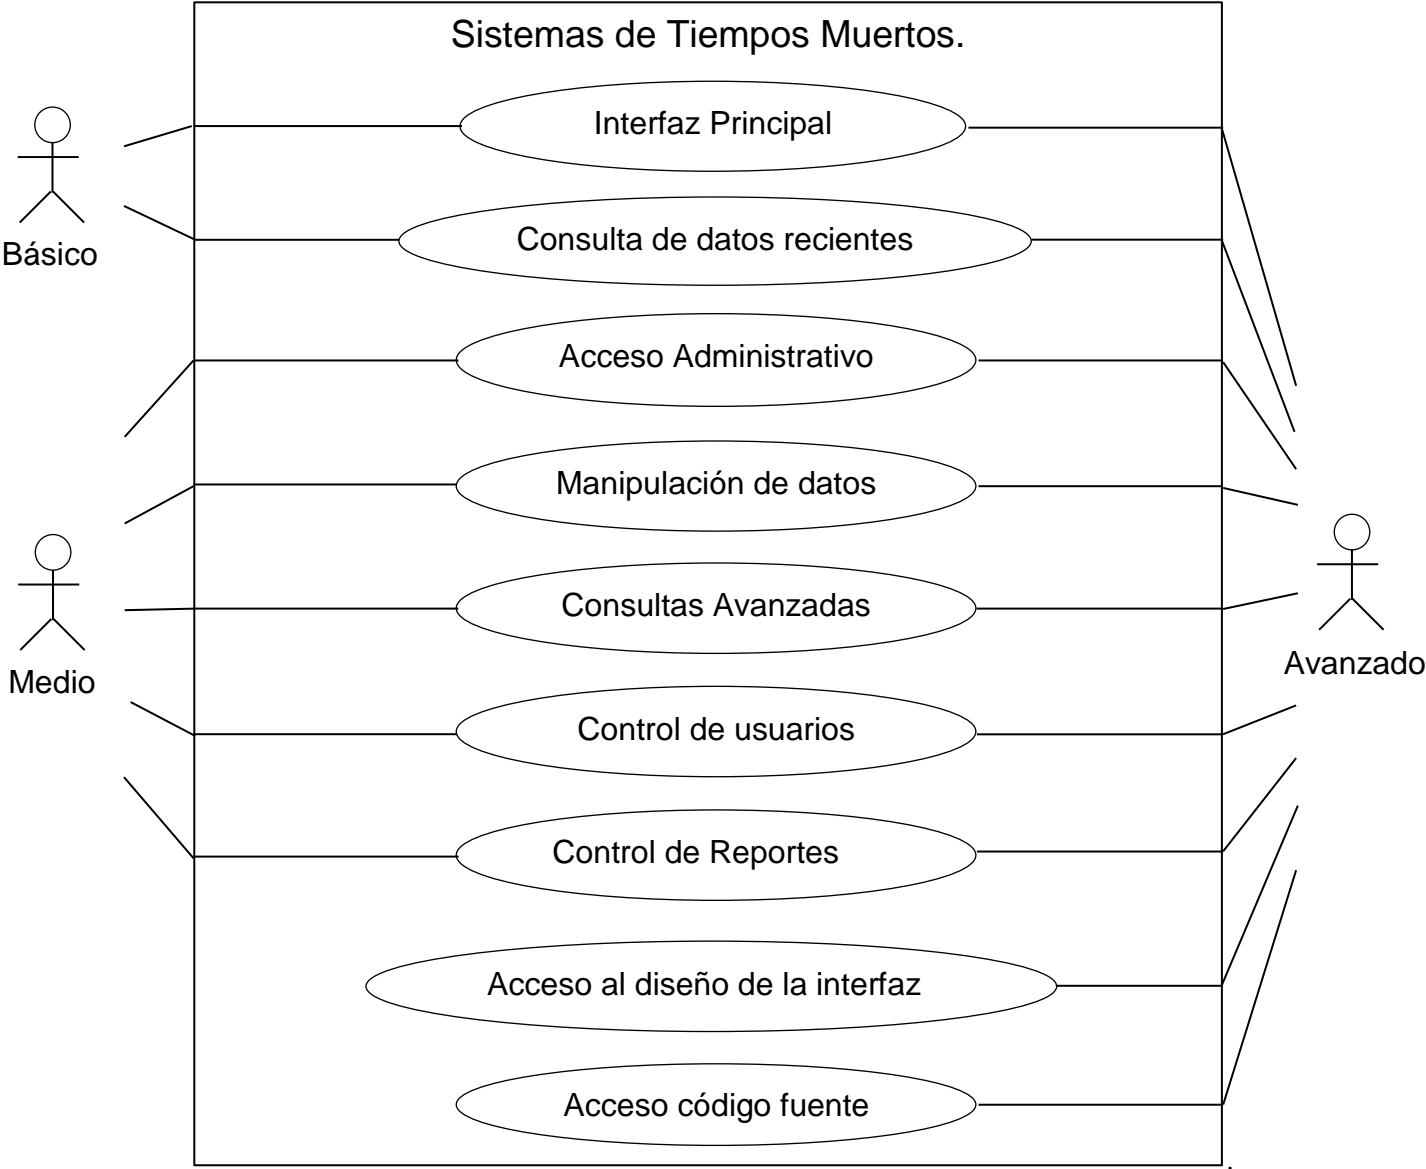 Sistemas de Tiempos Muertos.
Interfaz Principal
Básico
Consulta de datos recientes
Acceso Administrativo
Manipulación de datos
Medio
Consultas Avanzadas
Avanzado
Control de usuarios
Control de Reportes
Acceso al diseño de la interfaz
Acceso código fuente